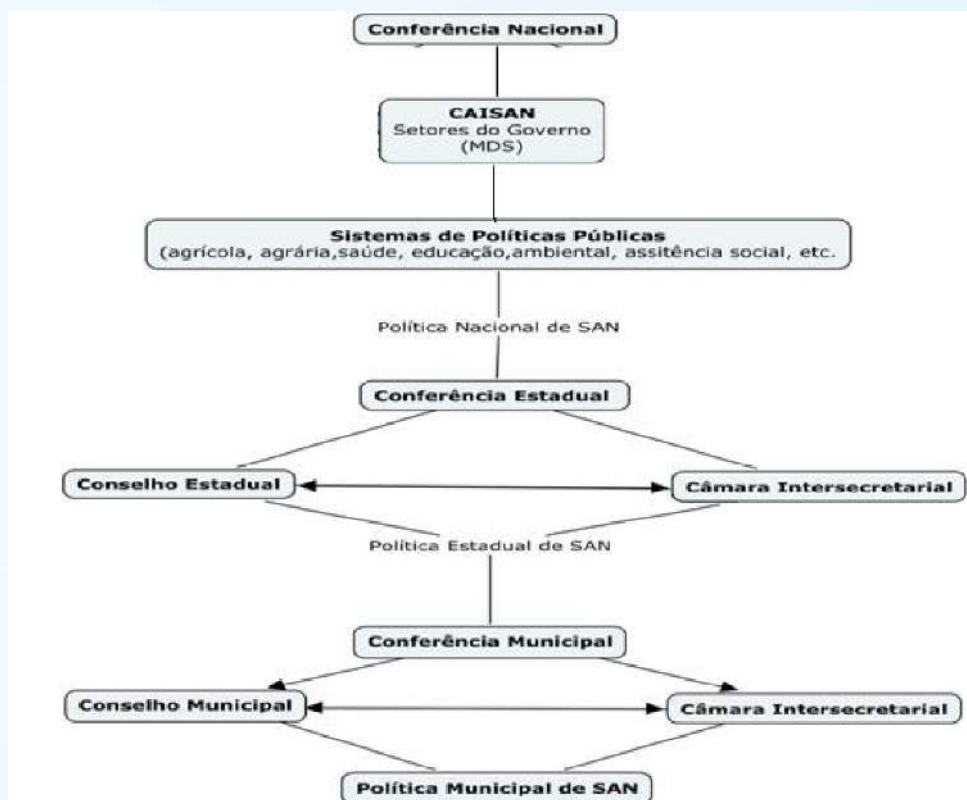 Conferência Nacional
CAISAN
Setores do Governo
(MDS)
Sistemas de Políticas Públicas
(agrícola, agrária,saúde, educação,ambiental, assitência social, etc.
Política Nacional de SAN
Conferência Estadual
Conselho Estadual
Câmara Intersecretarial
Política Estadual de SAN
Conferência Municipal
Conselho Municipal
Câmara Intersecretarial
Política Municipal de SAN